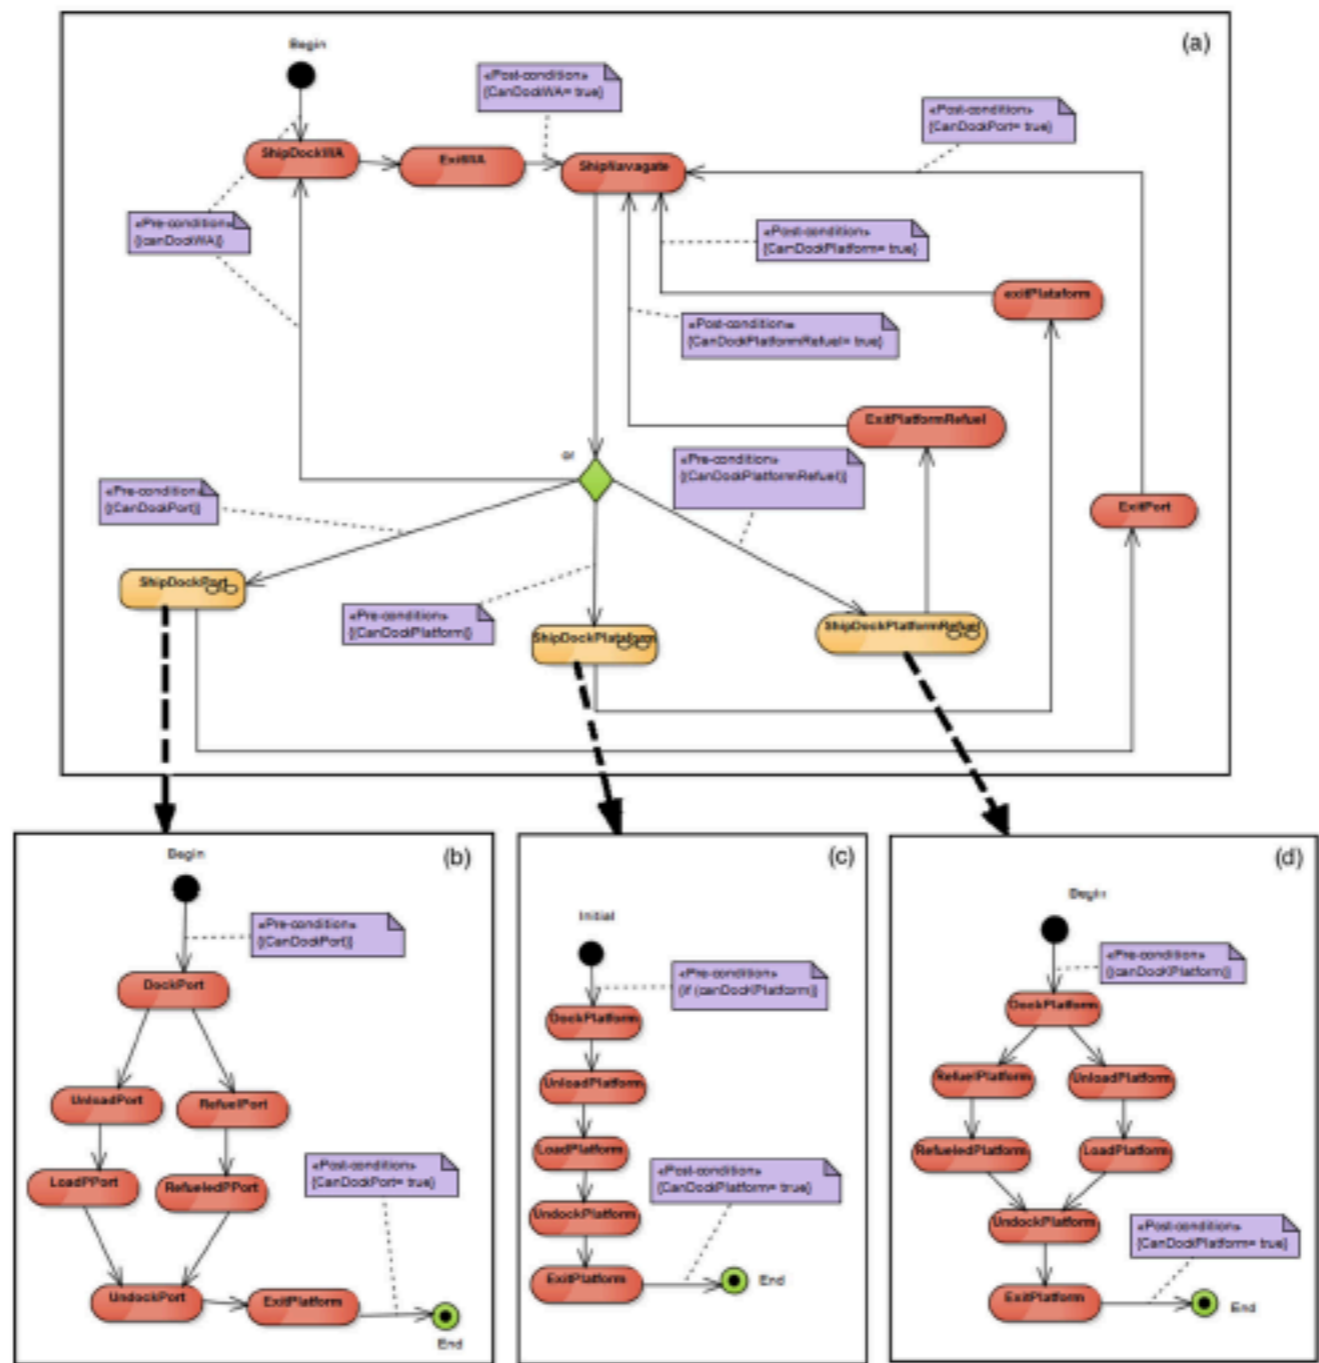 (a)
Begin
«Post-condition»
{CanDockWA= true}
«Post-condition»
{CanDockPort= true}
ShipDockWA
ExitWA
ShipNavagate
«Pre-condition»
{(canDockWA)}
«Post-condition»
{CamDockPlatform= true}
exitPlataform
«Post-condition»
{CanDockPlatformRefuel= true}
ExitPlatformRefuel
or
«Pre-condition»
{(CanDockPlatformRefuel)}
«Pre-condition»
{(CanDockPort)}
ExitPort
ShipDockPort
«Pre-condition»
{(CanDockPlatform)}
ShipDockPlataform
ShipDockPlatformRefuel
(b)
Begin
«Pre-condition»
{(CanDockPort)}
DockPort
UnloadPort
RefuelPort
LoadPPort
RefueledPPort
«Post-condition»
{CanDockPort= true}
UndockPort
ExitPlatform
End
(c)
Initial
«Pre-condition»
{if (canDockPlatform)}
DockPlatform
UnloadPlatform
LoadPlatform
«Post-condition»
{CanDockPlatform= true}
UndockPlatform
ExitPlatform
End
(d)
Begin
«Pre-condition»
{(canDockPlatform)}
DockPlatform
RefuelPlatform
UnloadPlatform
RefueledPlatform
LoadPlatform
UndockPlatform
«Post-condition»
{CanDockPlatform= true}
ExitPlatform
End